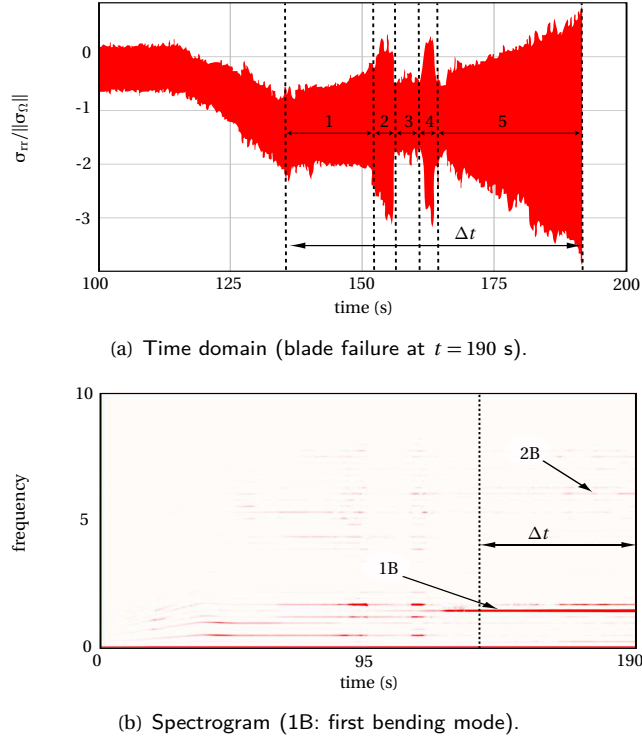 0
-1
-2
-3
σrr/||σΩ||
1 2 3 4 5
Δt
100 125 150 175 200
time (s)
(a) Time domain (blade failure at t = 190 s).
10
5
0
frequency
2B
Δt
1B
0 95 190
time (s)
(b) Spectrogram (1B: first bending mode).